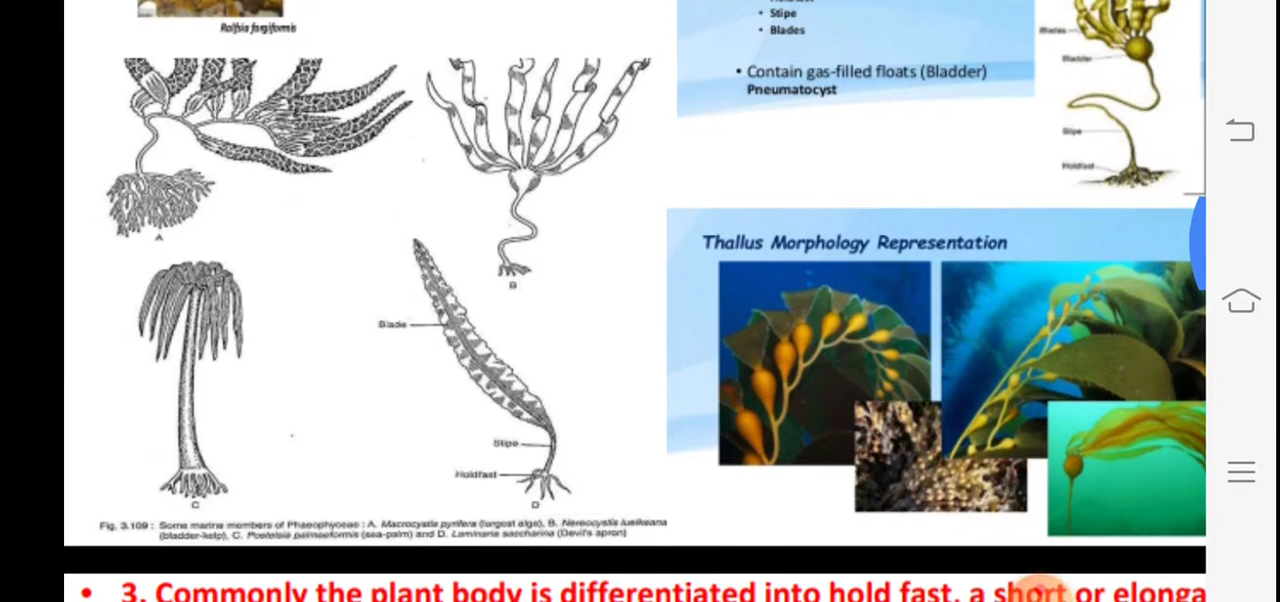 Ralfsia fungiformis
A
B
Blade
Stipe
Holdfast
C
D
Fig. 3.109 : Some marine members of Phaeophyceae : A. Macrocystis pyrifera (largest alga), B. Nereocystis luetkeana
(bladder-kelp), C. Postelsia palmaeformis (sea-palm) and D. Laminaria saccharina (Devil's apron)
• Stipe
• Blades
• Contain gas-filled floats (Bladder)
Pneumatocyst
Blades
Bladder
Stipe
Holdfast
Thallus Morphology Representation
• 3. Commonly the plant body is differentiated into hold fast, a short or elonga